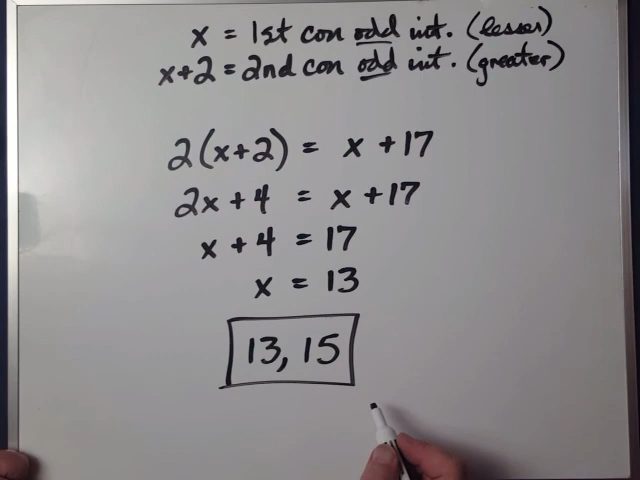 x = 1st con odd int. (lesser)
x+2 = 2nd con odd int. (greater)
2(x+2) = x +17
2x+4 = x +17
x + 4 = 17
x = 13
13, 15